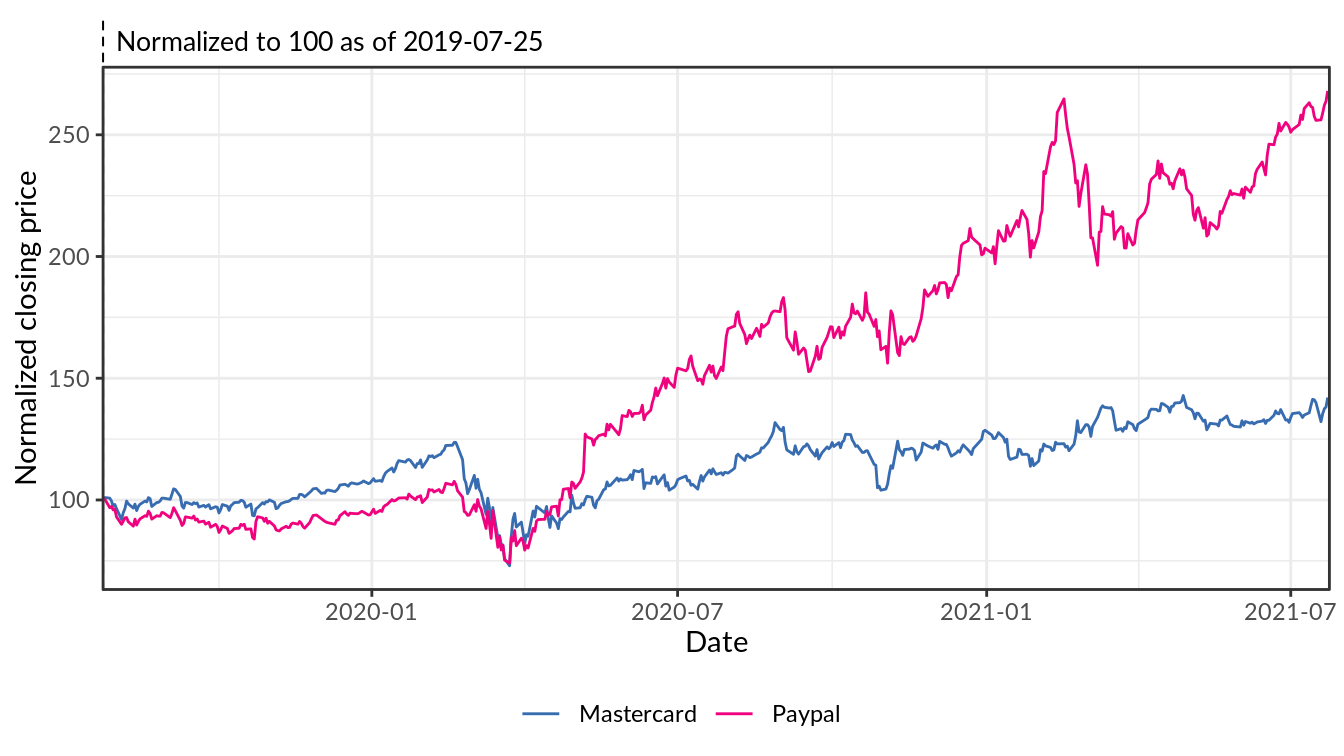 Normalized to 100 as of 2019-07-25
Normalized closing price
250
200
150
100
2020-01
2020-07
2021-01
2021-07
Date
Mastercard
Paypal